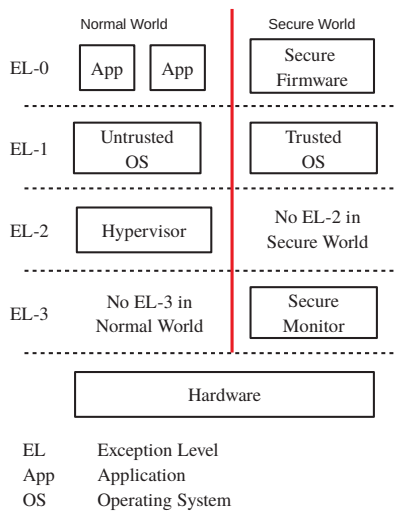 Normal World Secure World
EL-0 App App Secure
Firmware
EL-1 Untrusted
OS Trusted
OS
EL-2 Hypervisor No EL-2 in
Secure World
EL-3 No EL-3 in
Normal World Secure
Monitor
Hardware
EL Exception Level
App Application
OS Operating System